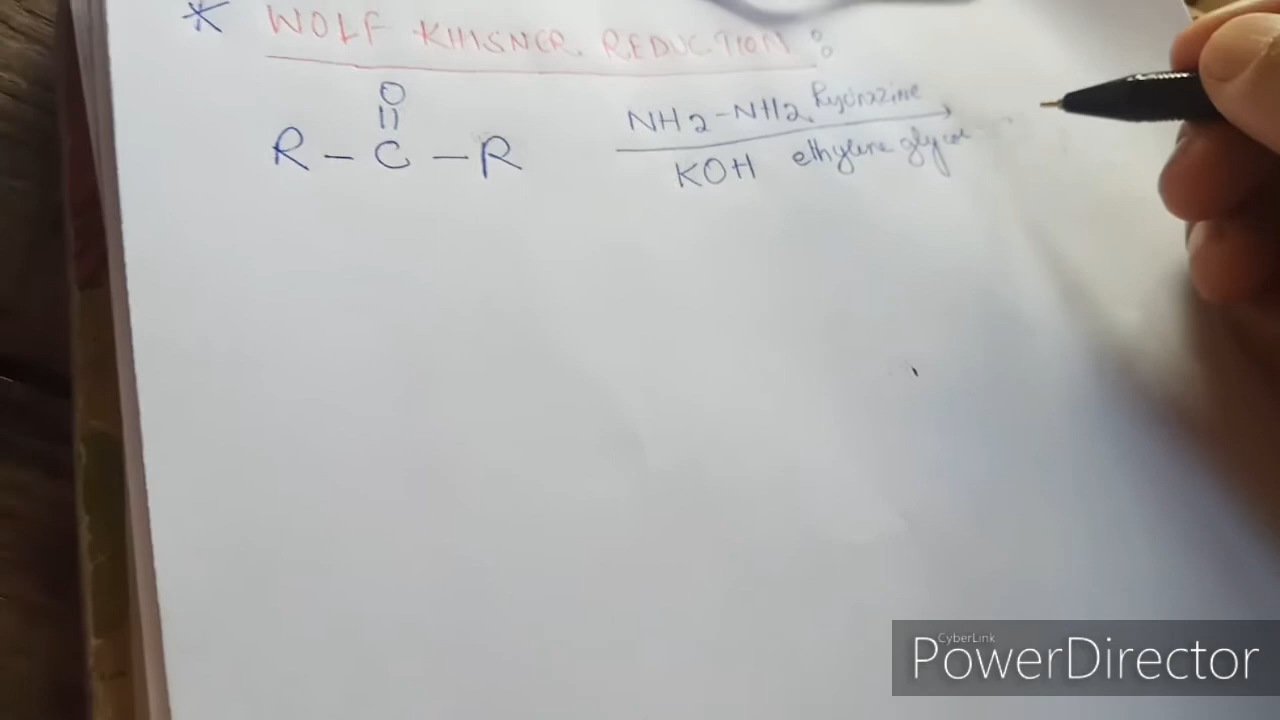 * WOLF KHISNER REDUCTION :
O
R - C - R
NH2-NH2. Hydrazine
KOH ethylene glycol
CyberLink
PowerDirector